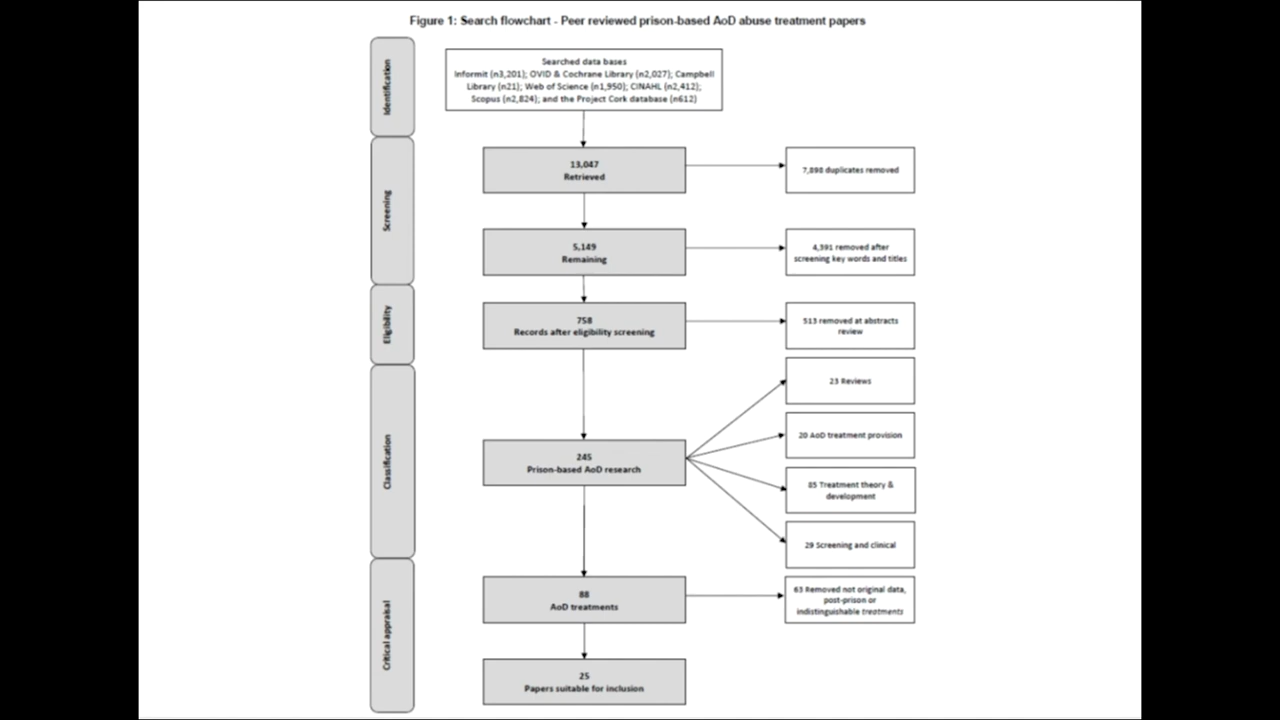 Figure 1: Search flowchart - Peer reviewed prison-based AoD abuse treatment papers
Identification
Searched data bases
Informit (n3,201); OVID & Cochrane Library (n2,027); Campbell
Library (n21); Web of Science (n1,950); CINAHL (n2,412);
Scopus (n2,824); and the Project Cork database (n612)
Screening
13,047
Retrieved
7,898 duplicates removed
5,149
Remaining
4,391 removed after
screening key words and titles
Eligibility
758
Records after eligibility screening
513 removed at abstracts
review
Classification
245
Prison-based AoD research
23 Reviews
20 AoD treatment provision
85 Treatment theory &
development
29 Screening and clinical
Critical appraisal
88
AoD treatments
63 Removed not original data,
post-prison or
indistinguishable treatments
25
Papers suitable for inclusion